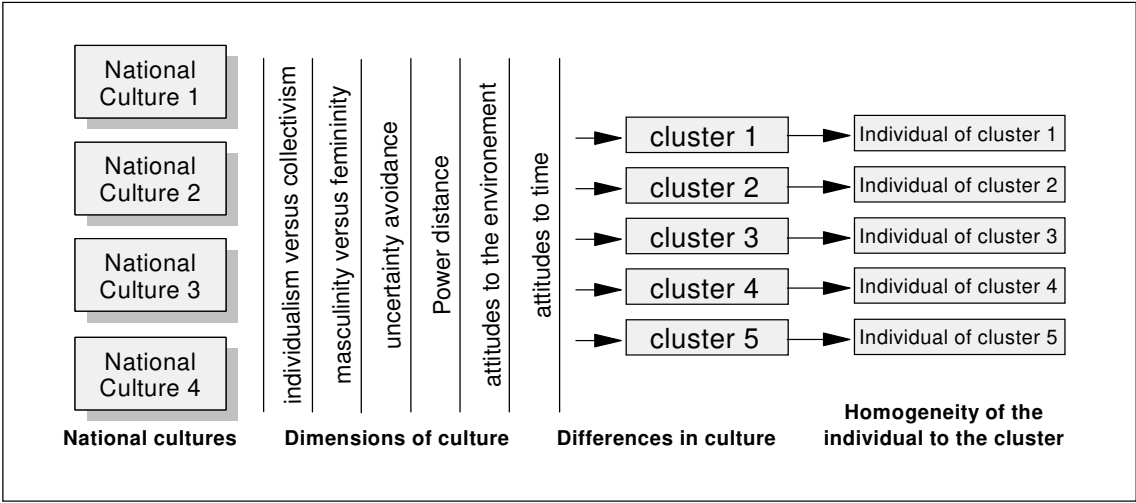 National
Culture 1
National
Culture 2
National
Culture 3
National
Culture 4
National cultures
individualism versus collectivism
masculinity versus femininity
uncertainty avoidance
Power distance
attitudes to the environement
attitudes to time
Dimensions of culture
cluster 1
cluster 2
cluster 3
cluster 4
cluster 5
Differences in culture
Individual of cluster 1
Individual of cluster 2
Individual of cluster 3
Individual of cluster 4
Individual of cluster 5
Homogeneity of the
individual to the cluster